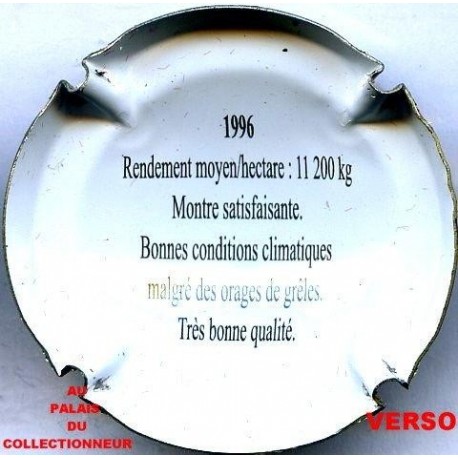 1996
Rendement moyen/hectare : 11 200 kg
Montre satisfaisante.
Bonnes conditions climatiques
malgré des orages de grêles.
Très bonne qualité.
AU
PALAIS
DU
COLLECTIONNEUR
VERSO